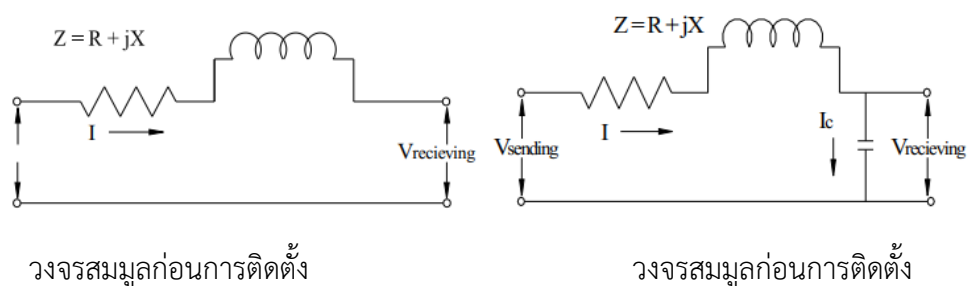 Z = R + jX
I
Vrecieving
วงจรสมมูลก่อนการติดตั้ง
Z = R+jX
Vsending
I
Ic
Vrecieving
วงจรสมมูลก่อนการติดตั้ง